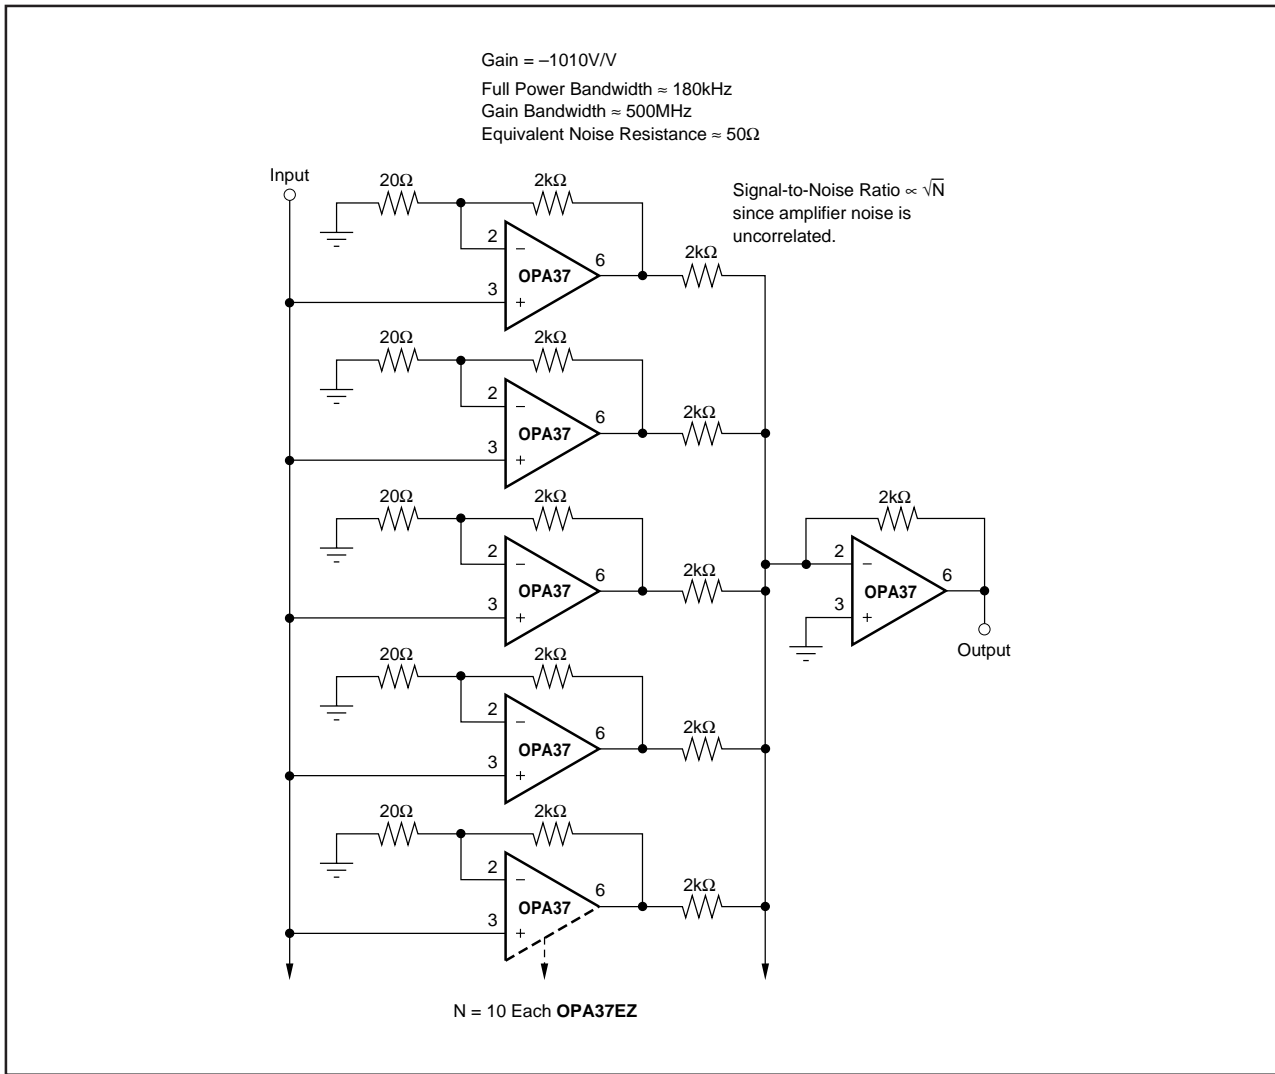 Gain = –1010V/V
Full Power Bandwidth ≈ 180kHz
Gain Bandwidth ≈ 500MHz
Equivalent Noise Resistance ≈ 50Ω
Input
20Ω
2kΩ
Signal-to-Noise Ratio ∝ √N
since amplifier noise is
uncorrelated.
2
–
6
2kΩ
OPA37
3
+
20Ω
2kΩ
2
–
6
2kΩ
OPA37
3
+
20Ω
2kΩ
2
–
6
2kΩ
OPA37
3
+
2kΩ
2
–
6
OPA37
3
+
Output
20Ω
2kΩ
2
–
6
2kΩ
OPA37
3
+
20Ω
2kΩ
2
–
6
2kΩ
OPA37
3
+
N = 10 Each OPA37EZ